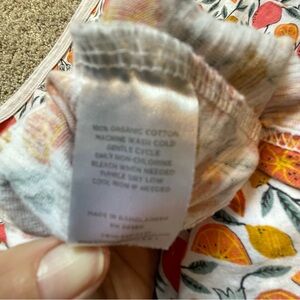 100% ORGANIC COTTON
MACHINE WASH COLD
GENTLE CYCLE
ONLY NON-CHLORINE
BLEACH WHEN NEEDED
TUMBLE DRY LOW
COOL IRON IF NEEDED
MADE IN BANGLADESH